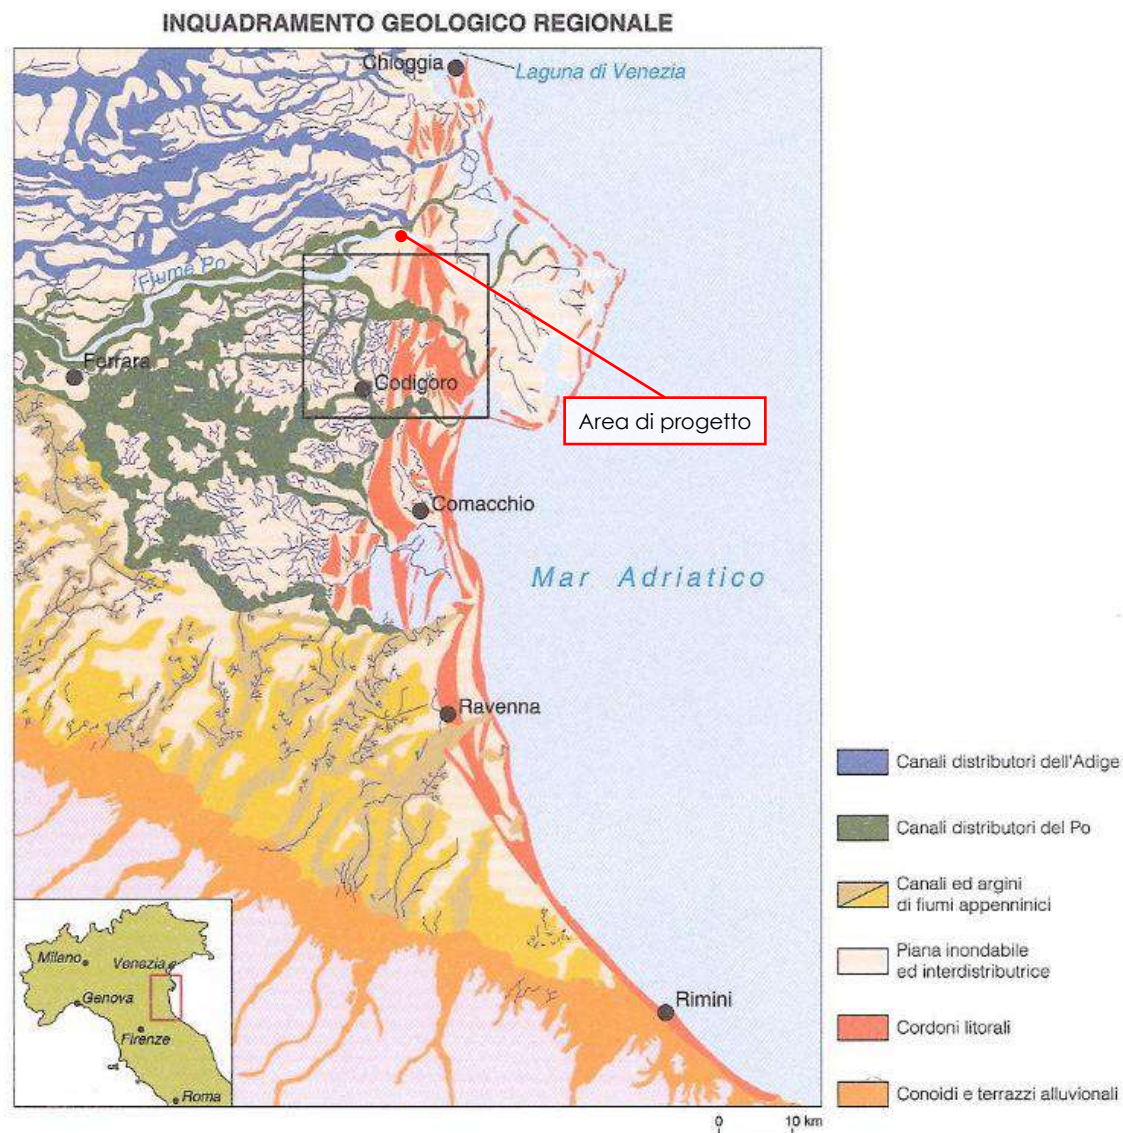 INQUADRAMENTO GEOLOGICO REGIONALE
Chioggia
Laguna di Venezia
Fiume Po
Ferrara
Codigoro
Area di progetto
Comacchio
Mar Adriatico
Ravenna
Rimini
Milano
Venezia
Genova
Firenze
Roma
Canali distributori dell'Adige
Canali distributori del Po
Canali ed argini
di fiumi appenninici
Piana inondabile
ed interdistributrice
Cordoni litorali
Conoidi e terrazzi alluvionali
0 10 km